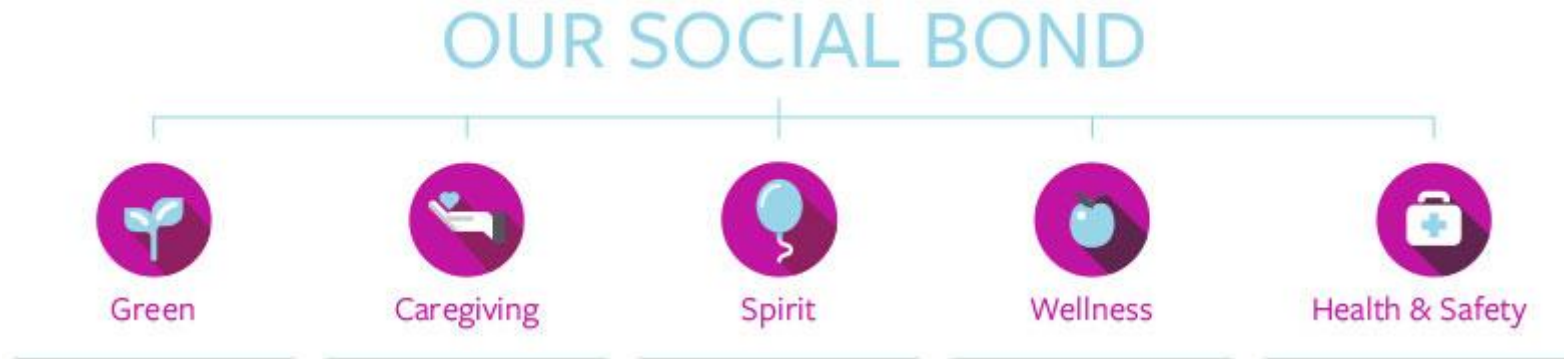 OUR SOCIAL BOND
Green
Caregiving
Spirit
Wellness
Health & Safety